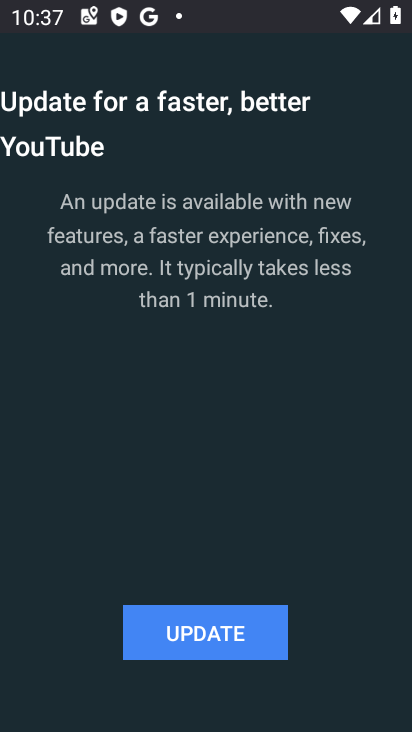 10:37
Update for a faster, better
YouTube
An update is available with new
features, a faster experience, fixes,
and more. It typically takes less
than 1 minute.
UPDATE